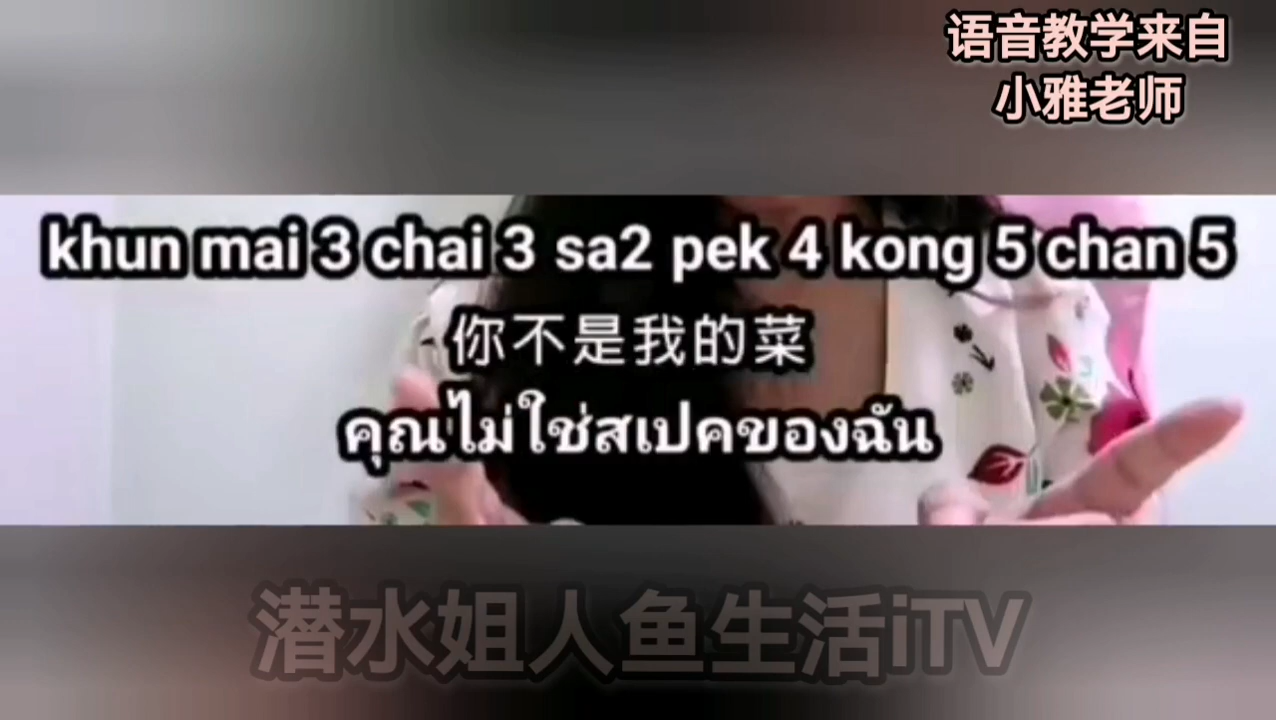 语音教学来自
小雅老师
khun mai 3 chai 3 sa2 pek 4 kong 5 chan 5
你不是我的菜
คุณไม่ใช่สเปคของฉัน
潜水姐人鱼生活iTV